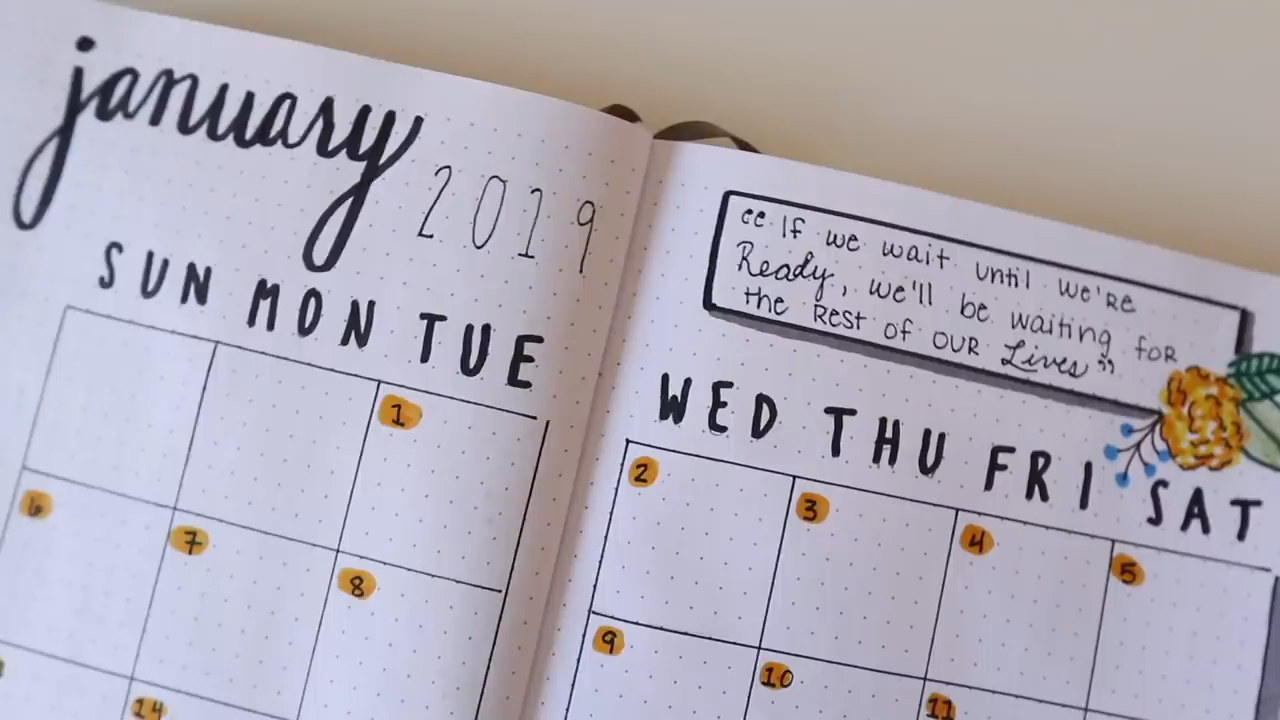 january
2019
SUN MON TUE
1
6 7 8
14
“If we wait until we're
Ready, we'll be waiting for
the Rest of our Lives”
WED THU FRI SAT
2 3 4 5
9 10 11